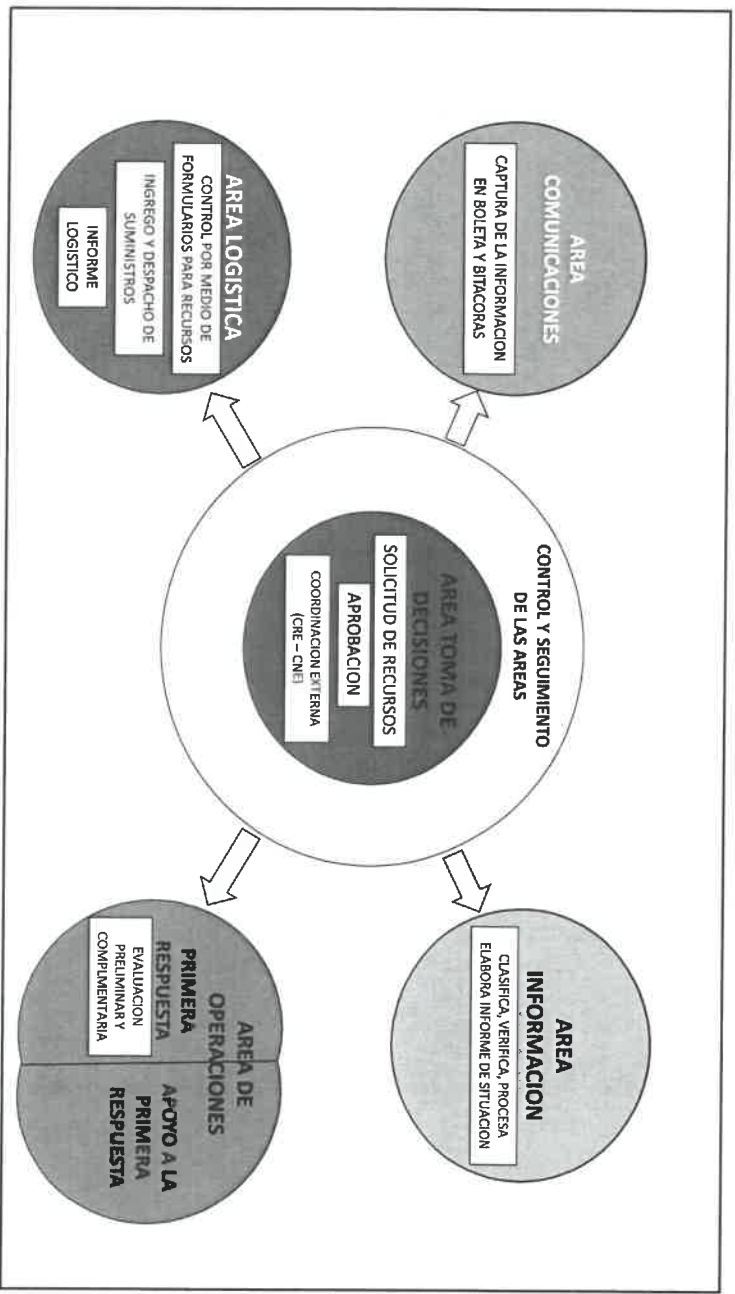 AREA
COMUNICACIONES
CAPTURA DE LA INFORMACION
EN BOLETA Y BITACORAS
AREA
INFORMACION
CLASIFICA, VERIFICA, PROCESA
ELABORA INFORME DE SITUACION
CONTROL Y SEGUIMIENTO
DE LAS AREAS
AREA TOMA DE
DECISIONES
SOLICITUD DE RECURSOS
APROBACION
COORDINACION EXTERNA
(CRE – CNE)
AREA LOGISTICA
CONTROL POR MEDIO DE
FORMULARIOS PARA RECURSOS
INGREGO Y DESPACHO DE
SUMINISTROS
INFORME
LOGISTICO
AREA DE
OPERACIONES
PRIMERA
RESPUESTA
EVALUACION
PRELIMINAR Y
COMPLMENTARIA
APOYO A LA
PRIMERA
RESPUESTA